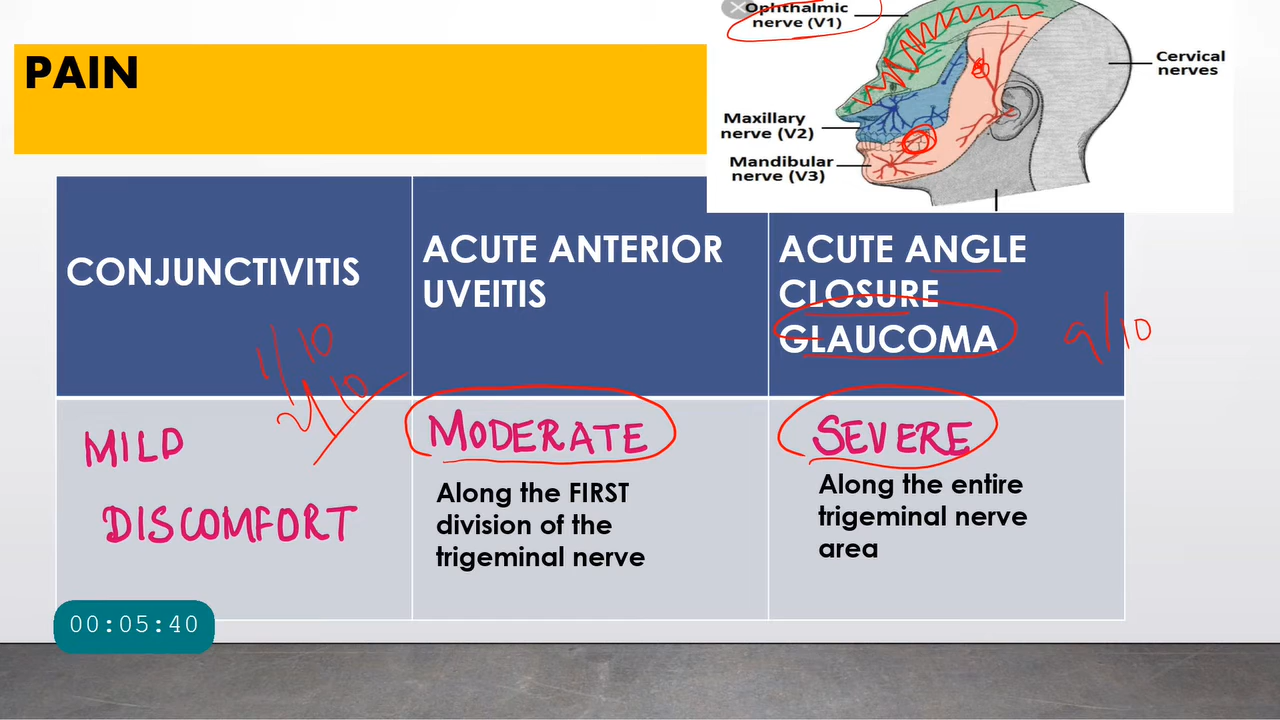 PAIN
Ophthalmic
nerve (V1)
Maxillary
nerve (V2)
Mandibular
nerve (V3)
Cervical
nerves
CONJUNCTIVITIS
1/10
2/10
ACUTE ANTERIOR
UVEITIS
ACUTE ANGLE
CLOSURE
GLAUCOMA
9/10
MILD
DISCOMFORT
MODERATE
Along the FIRST
division of the
trigeminal nerve
SEVERE
Along the entire
trigeminal nerve
area
00:05:40